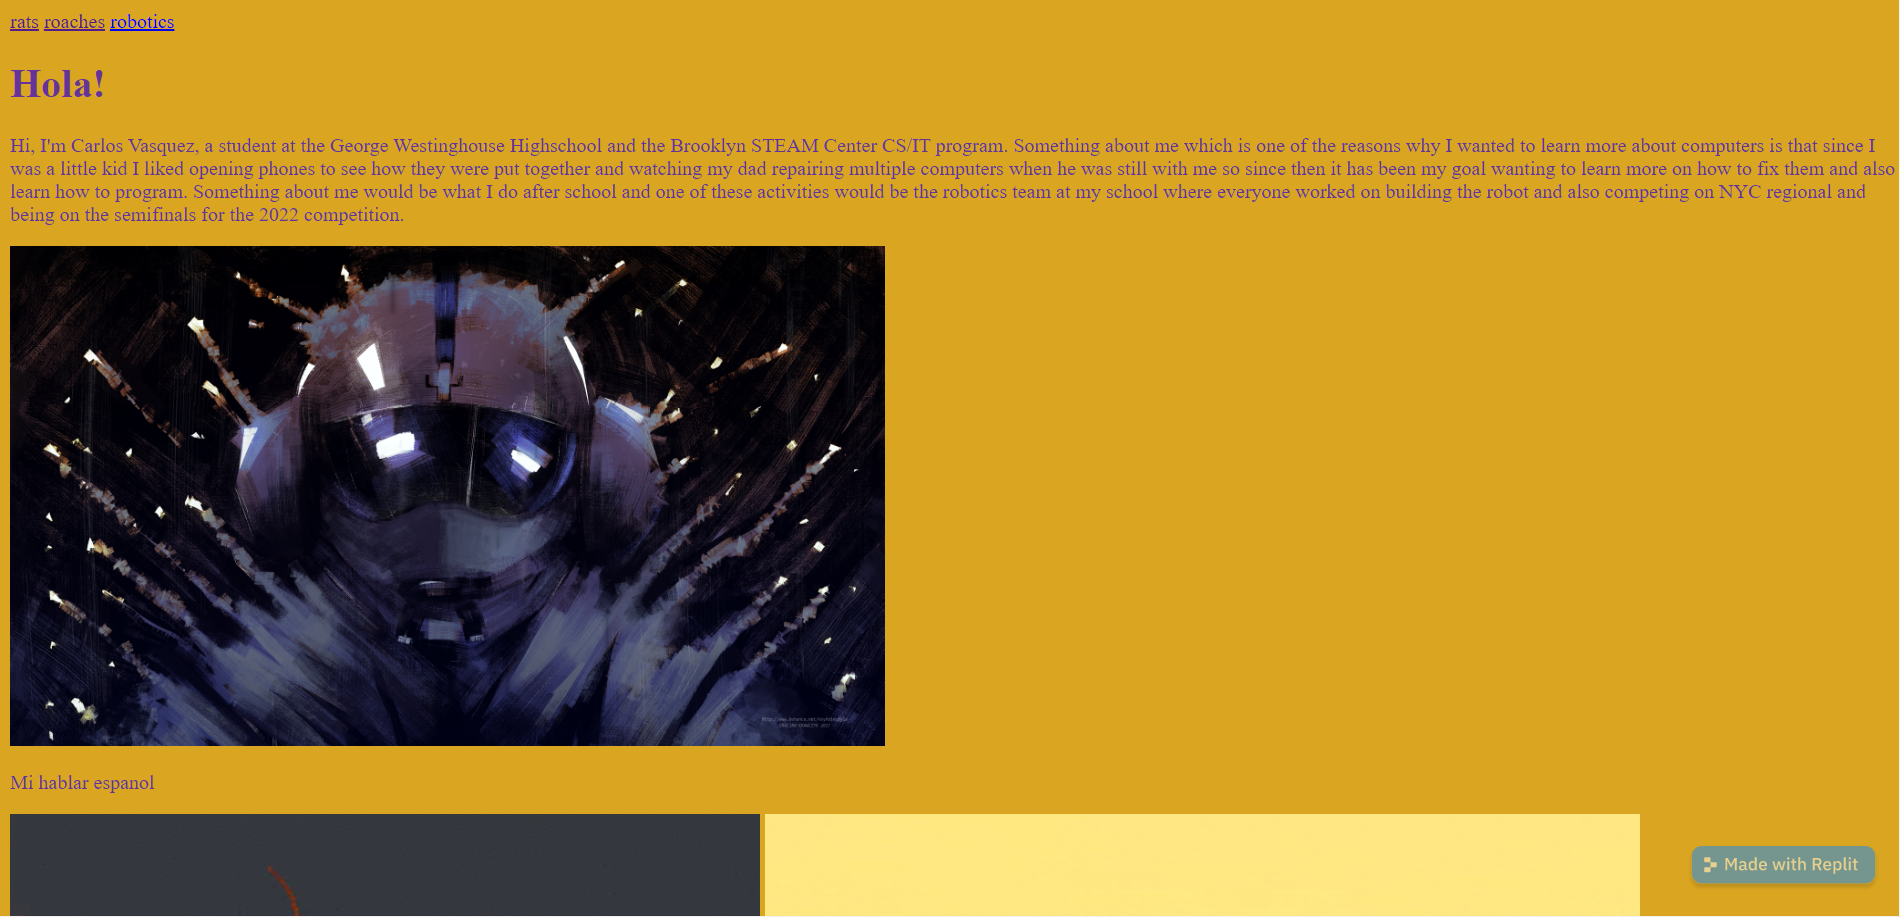 rats roaches robotics
Hola!
Hi, I'm Carlos Vasquez, a student at the George Westinghouse Highschool and the Brooklyn STEAM Center CS/IT program. Something about me which is one of the reasons why I wanted to learn more about computers is that since I
was a little kid I liked opening phones to see how they were put together and watching my dad repairing multiple computers when he was still with me so since then it has been my goal wanting to learn more on how to fix them and also
learn how to program. Something about me would be what I do after school and one of these activities would be the robotics team at my school where everyone worked on building the robot and also competing on NYC regional and
being on the semifinals for the 2022 competition.
Mi hablar espanol
Made with Replit